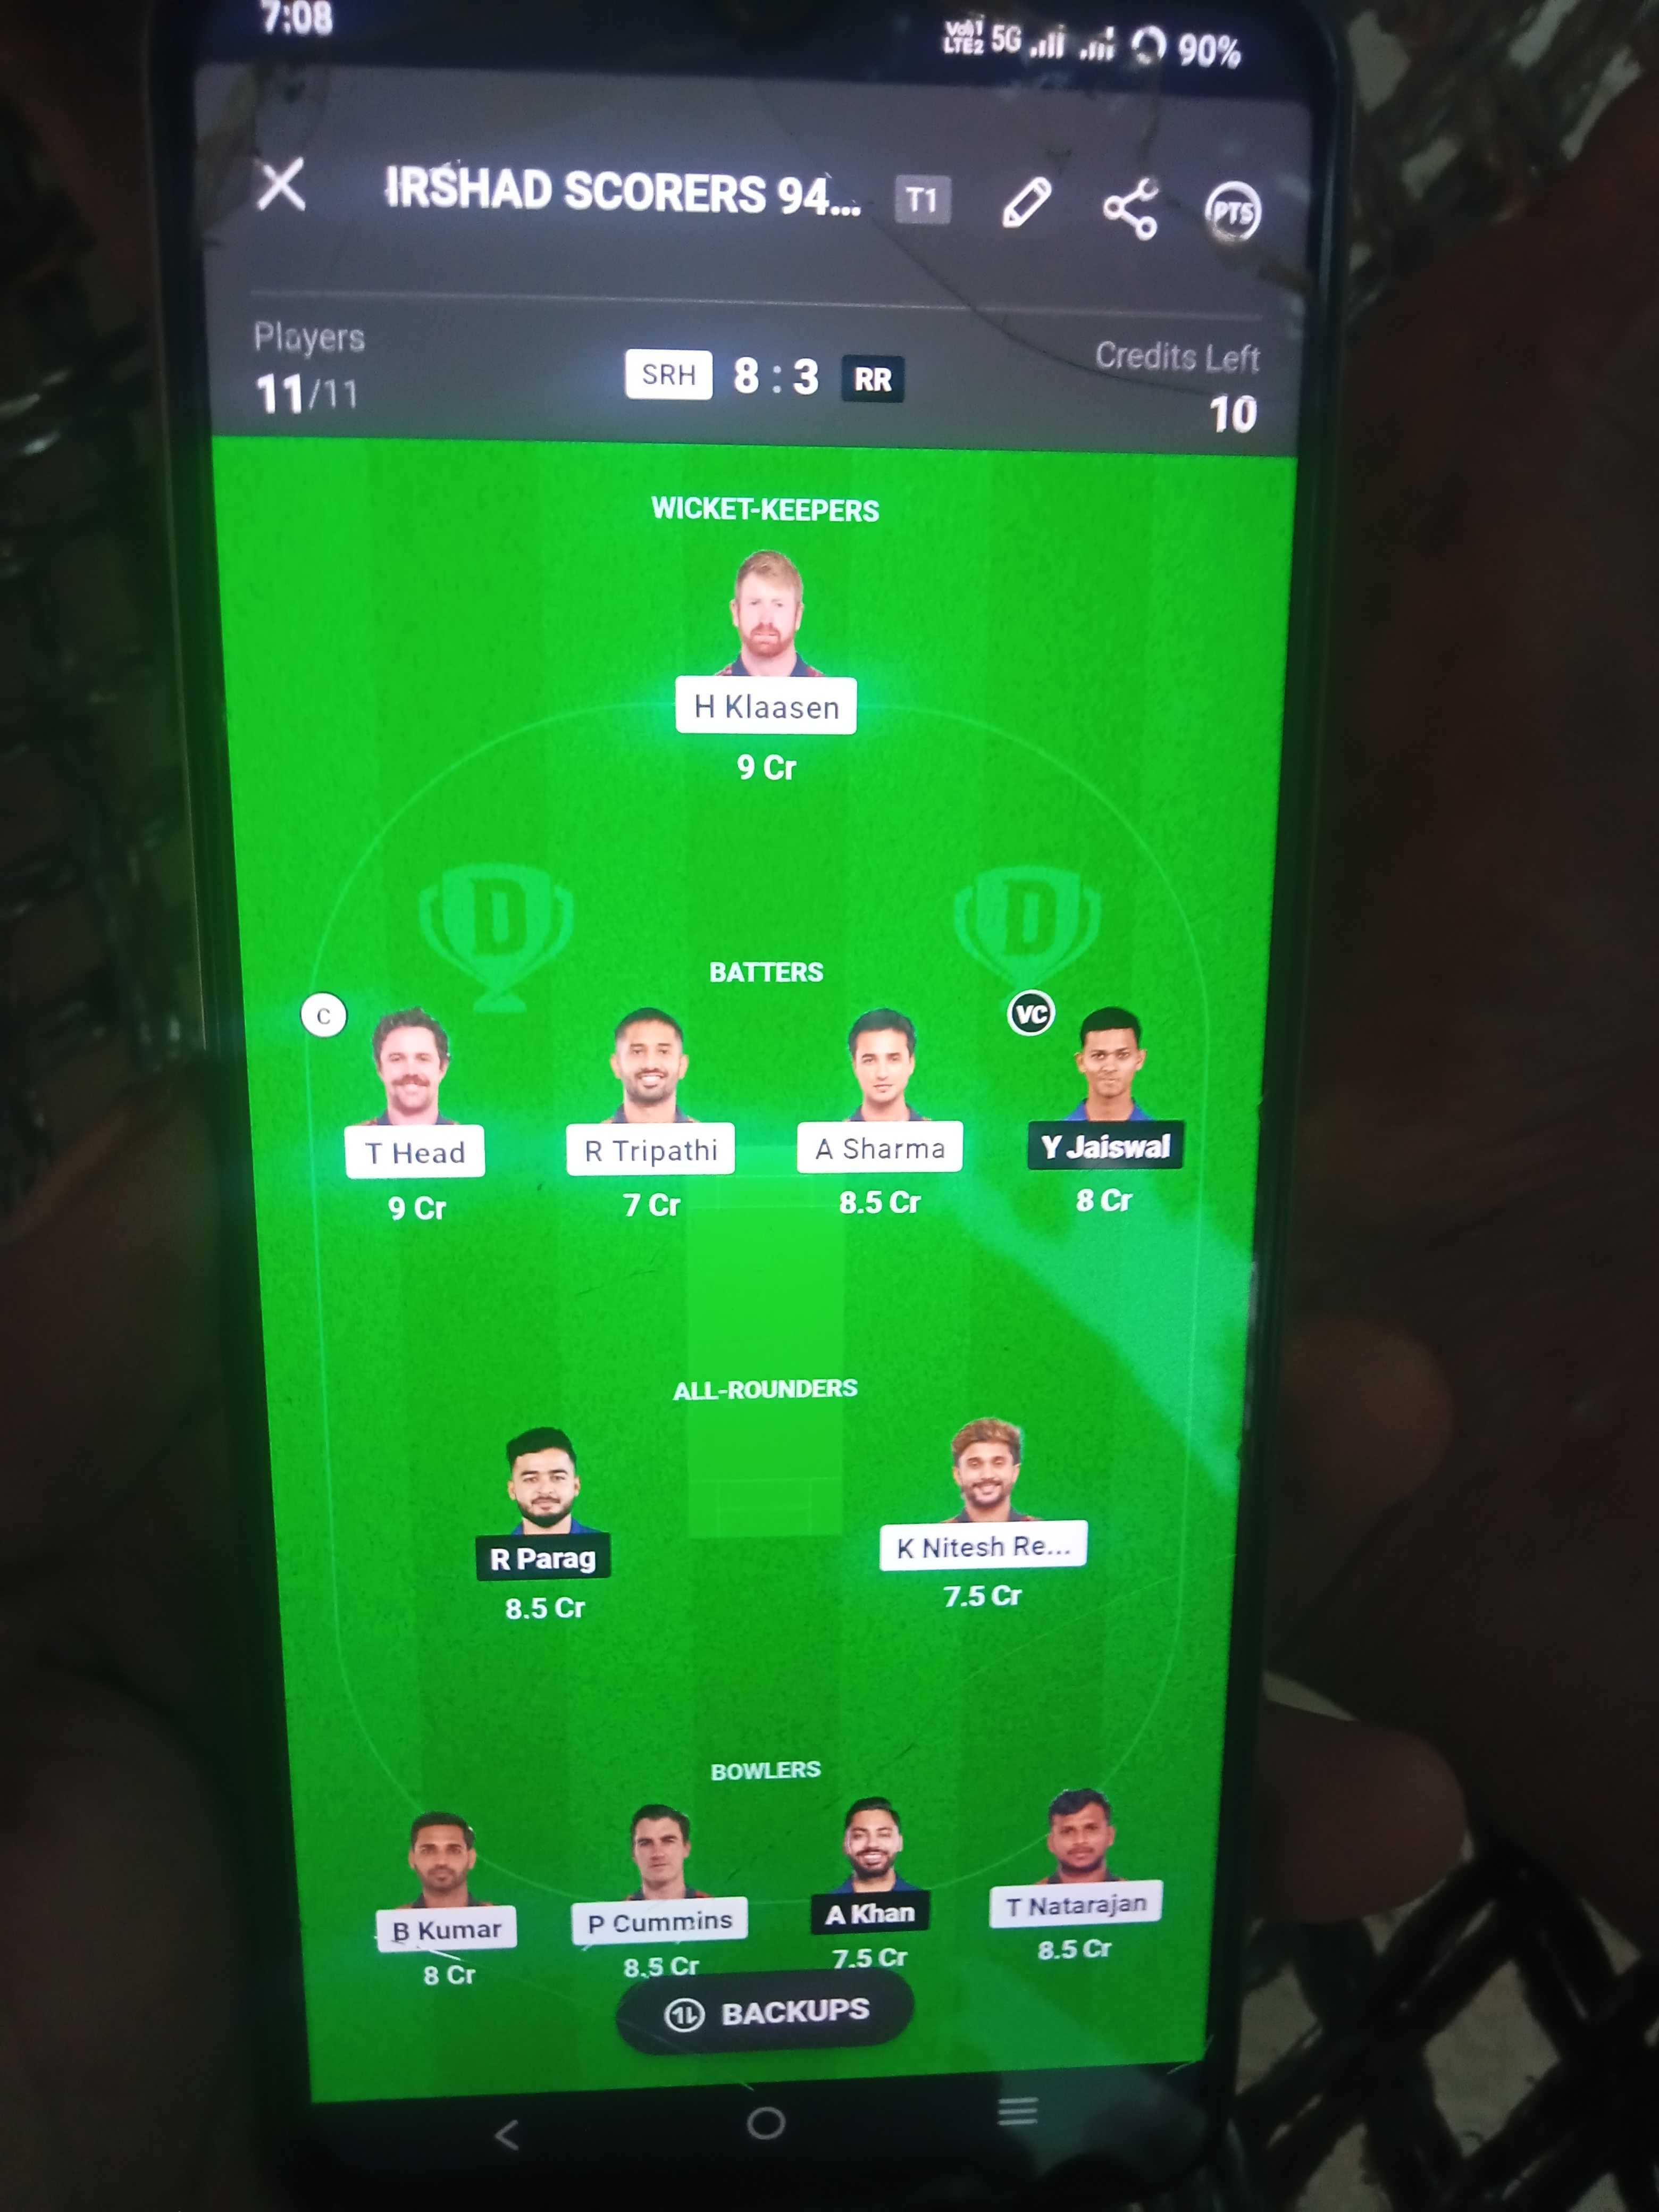 7:08
Vo) 1 LTE2 5G 90%
IRSHAD SCORERS 94... T1 PTS
Players
11/11
SRH 8 : 3 RR
Credits Left
10
WICKET-KEEPERS
H Klaasen
9 Cr
D D
BATTERS
C VC
T Head R Tripathi A Sharma Y Jaiswal
9 Cr 7 Cr 8.5 Cr 8 Cr
ALL-ROUNDERS
R Parag K Nitesh Re...
8.5 Cr 7.5 Cr
BOWLERS
B Kumar P Cummins A Khan T Natarajan
8 Cr 8.5 Cr 7.5 Cr 8.5 Cr
BACKUPS